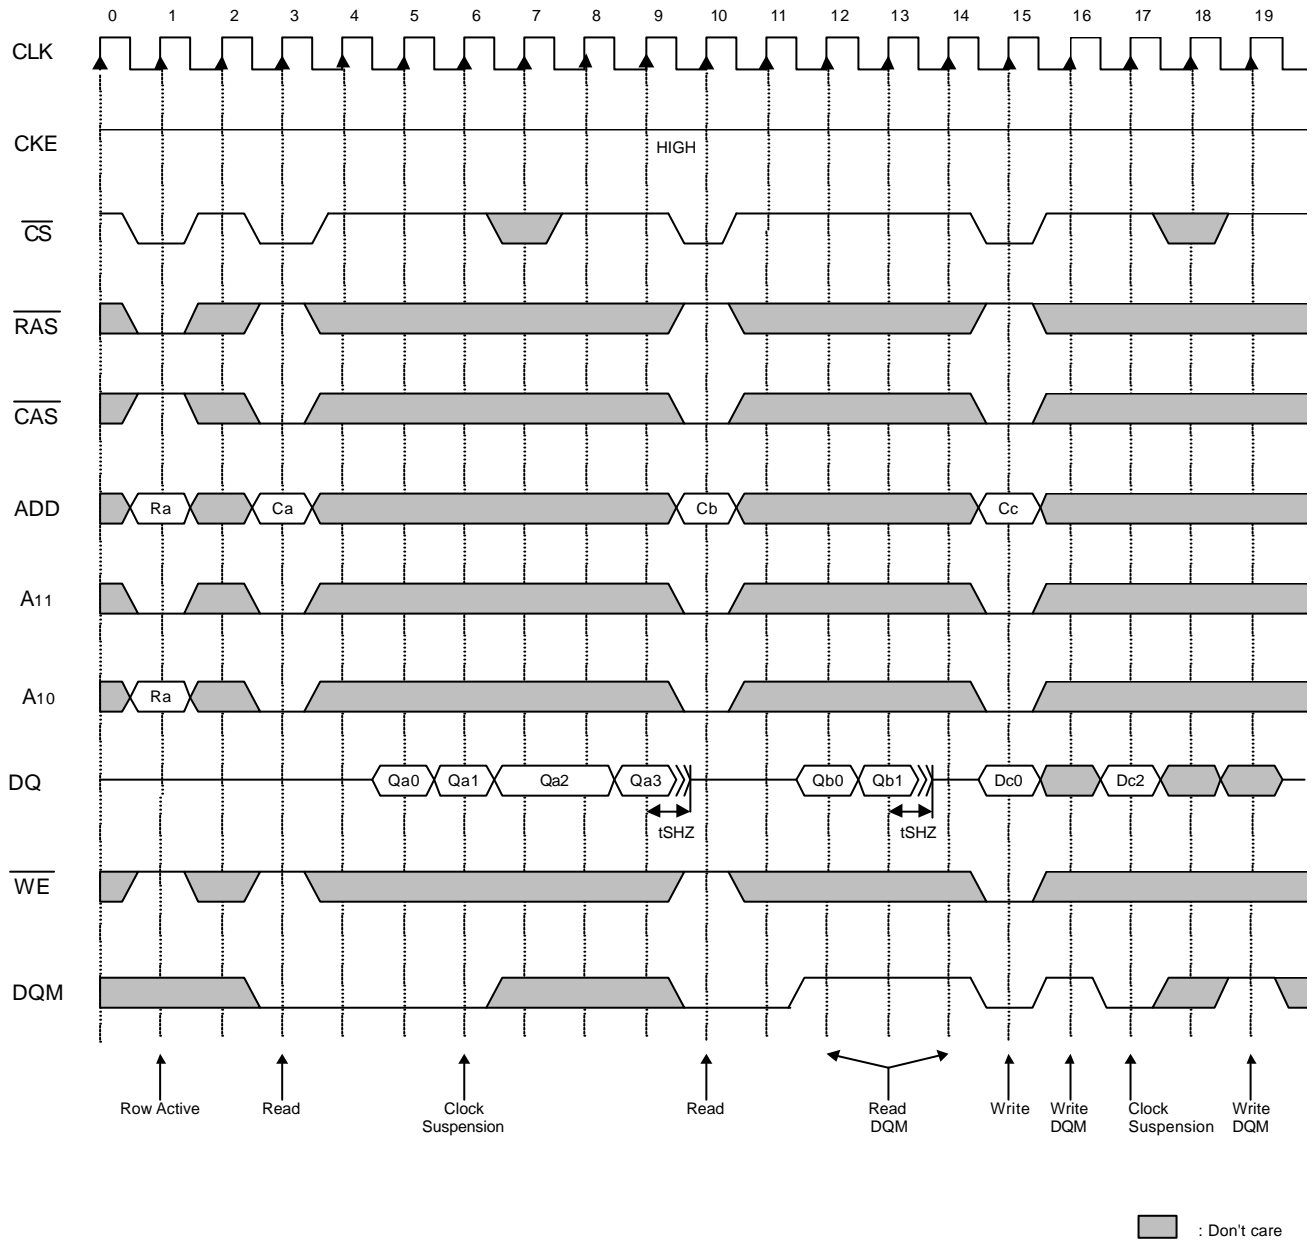 0 1 2 3 4 5 6 7 8 9 10 11 12 13 14 15 16 17 18 19
CLK
CKE
HIGH
CS
RAS
CAS
ADD Ra Ca Cb Cc
A11
A10 Ra
DQ Qa0 Qa1 Qa2 Qa3 Qb0 Qb1 Dc0 Dc2
tSHZ tSHZ
WE
DQM
Row Active Read Clock Read Read Write Write Clock Write
Suspension DQM DQM Suspension DQM
: Don't care